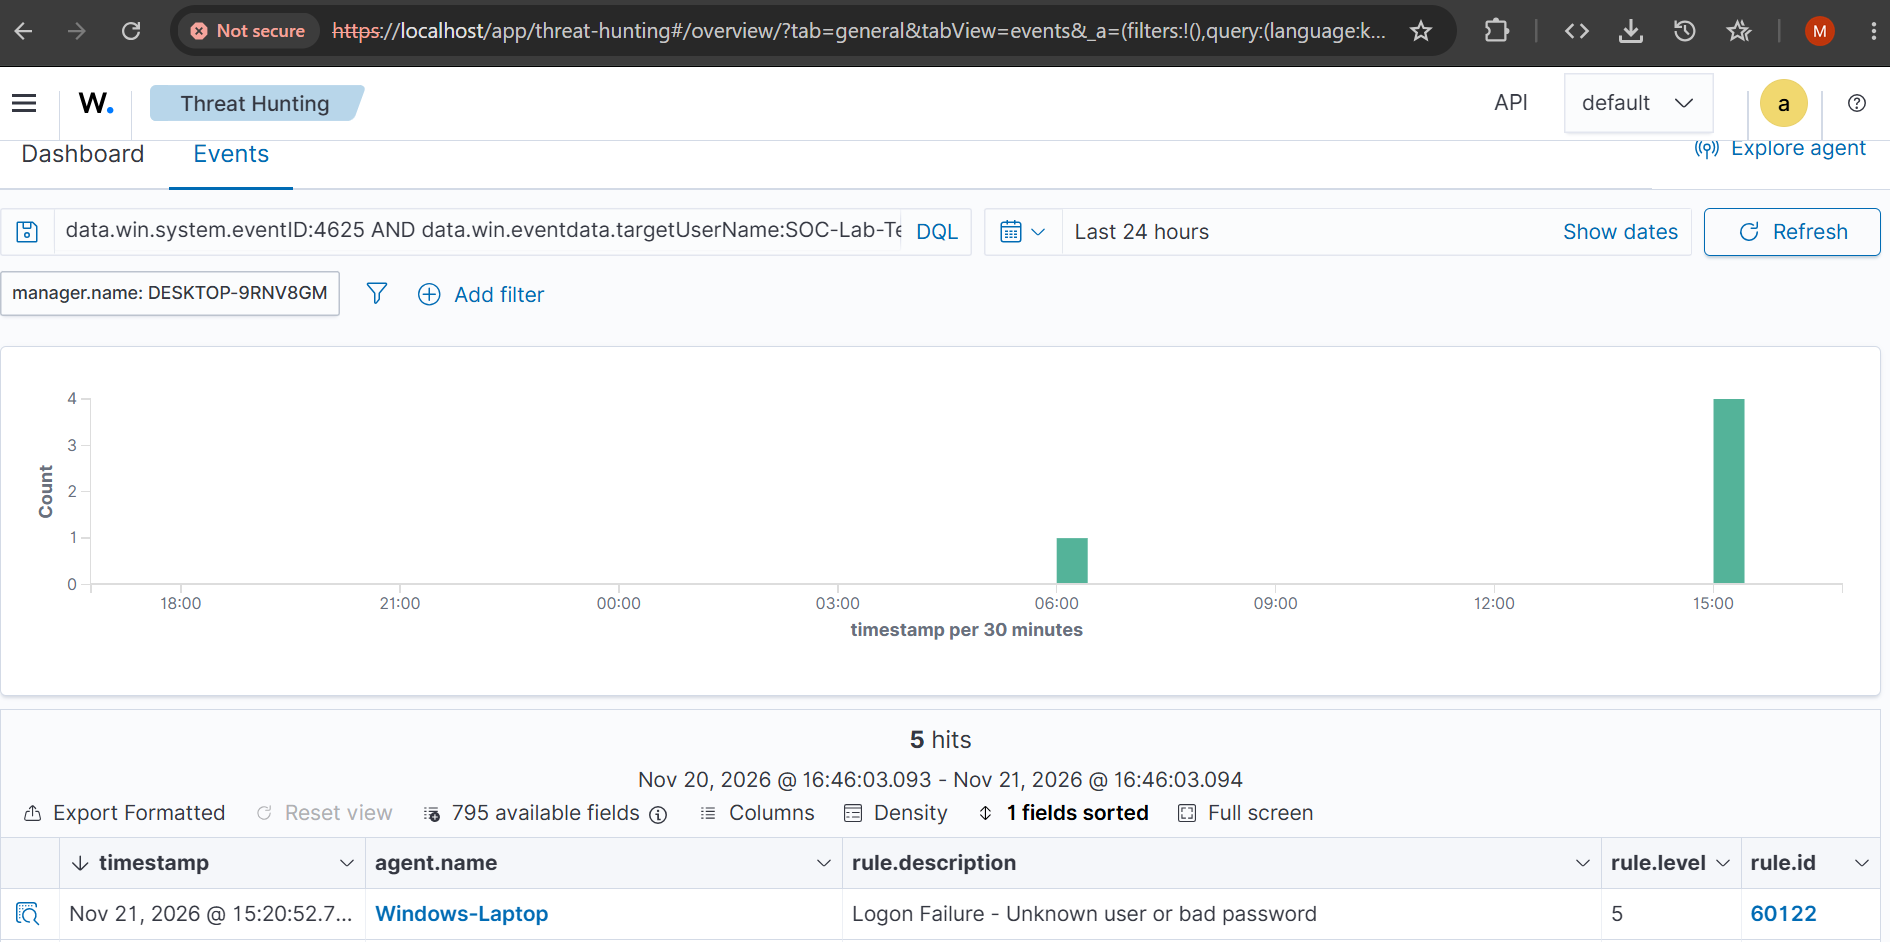 Not secure https://localhost/app/threat-hunting#/overview/?tab=general&tabView=events&_a=(filters:!(),query:(language:k... M
W. Threat Hunting API default a
Dashboard Events Explore agent
data.win.system.eventID:4625 AND data.win.eventdata.targetUserName:SOC-Lab-Te DQL Last 24 hours Show dates Refresh
manager.name: DESKTOP-9RNV8GM Add filter
4
3
2
1
0
Count
18:00 21:00 00:00 03:00 06:00 09:00 12:00 15:00
timestamp per 30 minutes
5 hits
Nov 20, 2026 @ 16:46:03.093 - Nov 21, 2026 @ 16:46:03.094
Export Formatted Reset view 795 available fields Columns Density 1 fields sorted Full screen
timestamp agent.name rule.description rule.level rule.id
Nov 21, 2026 @ 15:20:52.7... Windows-Laptop Logon Failure - Unknown user or bad password 5 60122